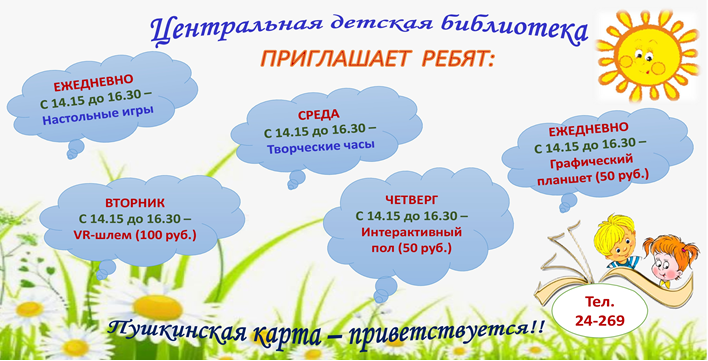 Центральная детская библиотека
ПРИГЛАШАЕТ РЕБЯТ:
ЕЖЕДНЕВНО
С 14.15 до 16.30 –
Настольные игры
СРЕДА
С 14.15 до 16.30 –
Творческие часы
ЕЖЕДНЕВНО
С 14.15 до 16.30 –
Графический
планшет (50 руб.)
ВТОРНИК
С 14.15 до 16.30 –
VR-шлем (100 руб.)
ЧЕТВЕРГ
С 14.15 до 16.30 –
Интерактивный
пол (50 руб.)
Тел.
24-269
Пушкинская карта – приветствуется!!